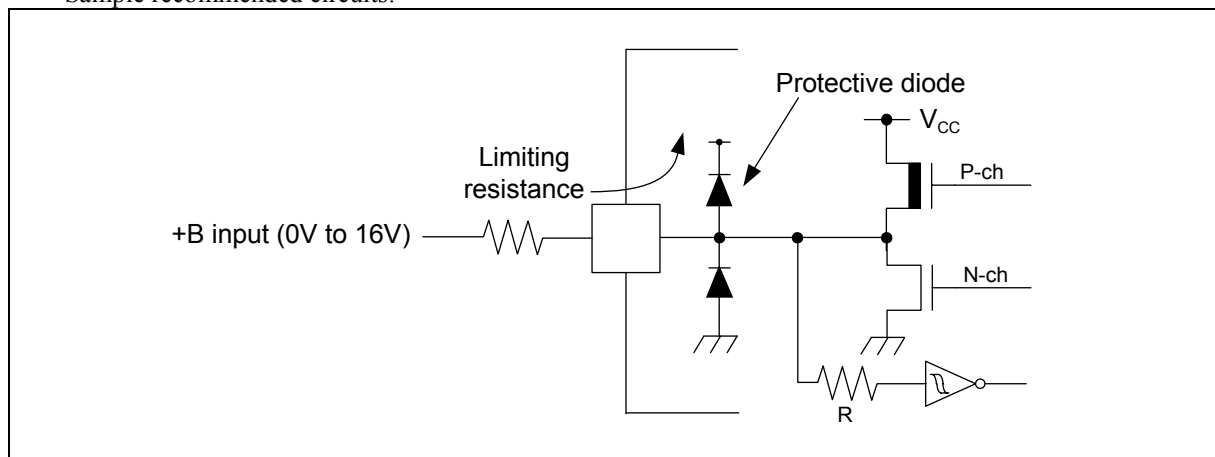 Sample recommended circuits:
Protective diode
VCC
Limiting
resistance
P-ch
+B input (0V to 16V)
N-ch
R